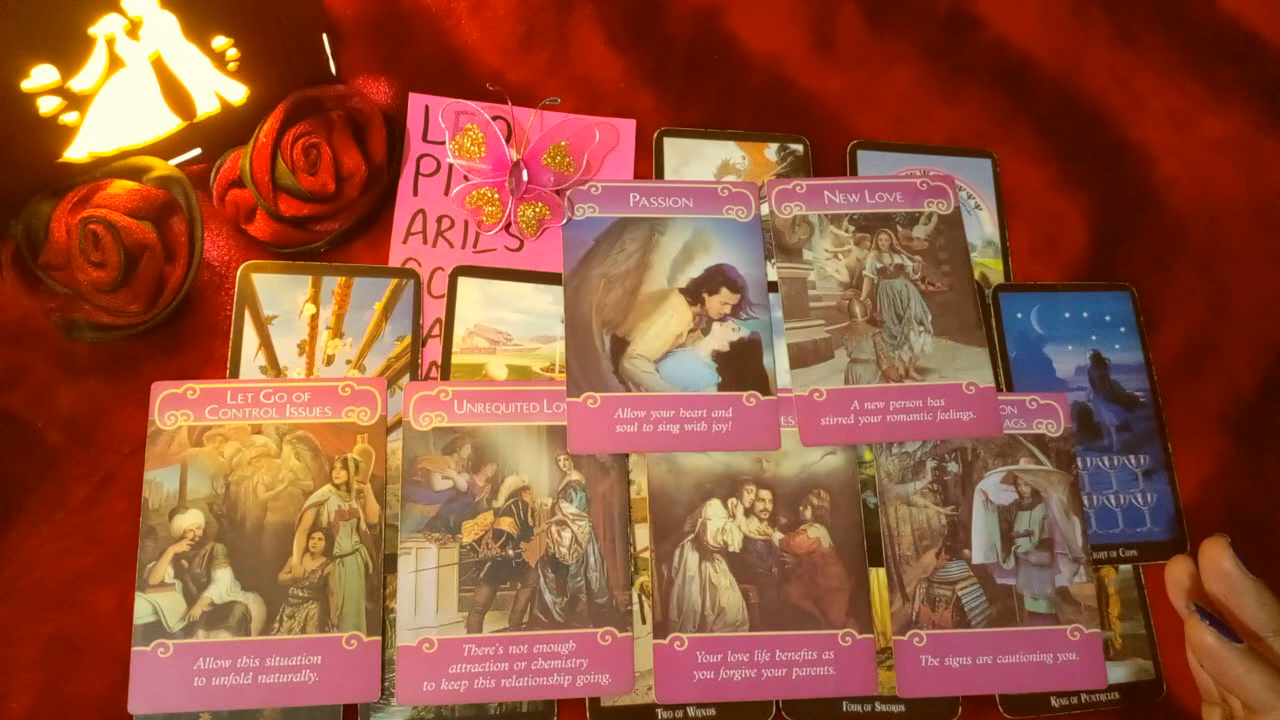 ARIES
PASSION
Allow your heart and
soul to sing with joy!
NEW LOVE
A new person has
stirred your romantic feelings.
LET GO OF
CONTROL ISSUES
Allow this situation
to unfold naturally.
UNREQUITED
There's not enough
attraction or chemistry
to keep this relationship going.
Your love life benefits as
you forgive your parents.
The signs are cautioning you.
OF CUPS
TWO OF WANDS
FOUR OF SWORDS
KING OF PENTACLES